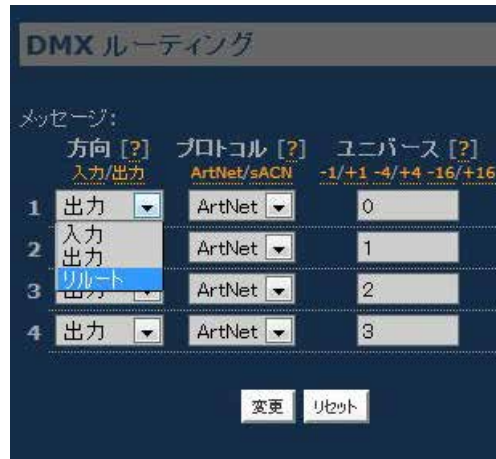 DMX ルーティング
メッセージ:
方向 [?] プロトコル [?] ユニバース [?]
入力/出力 ArtNet/sACN -1/+1 -4/+4 -16/+16
1 出力 ArtNet 0
入力
出力
リルート
2 ArtNet 1
3 出力 ArtNet 2
4 出力 ArtNet 3
変更 リセット